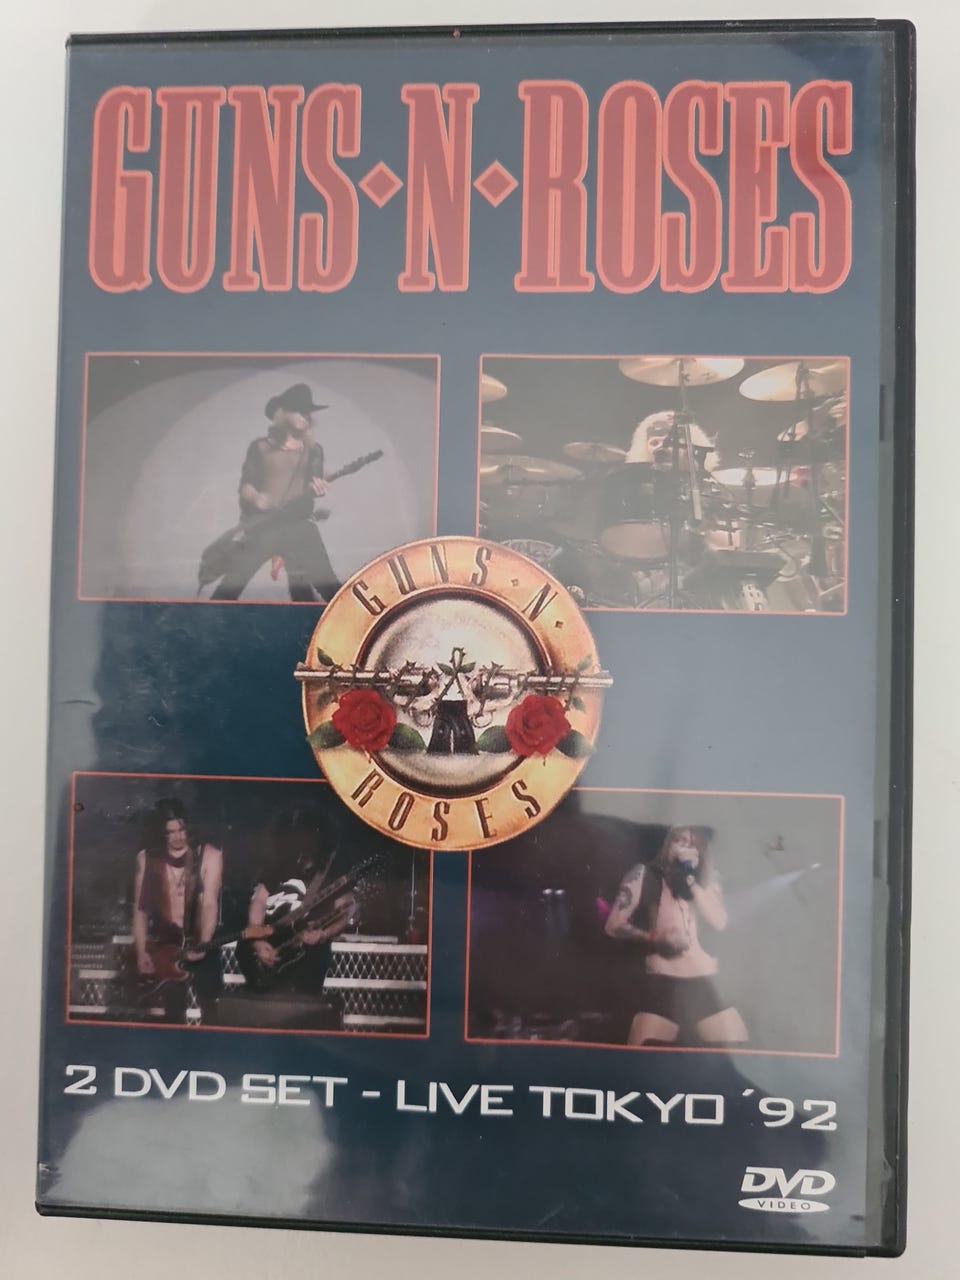 GUNS•N•ROSES
GUNS•N•
ROSES
2 DVD SET - LIVE TOKYO ´92
DVD
VIDEO